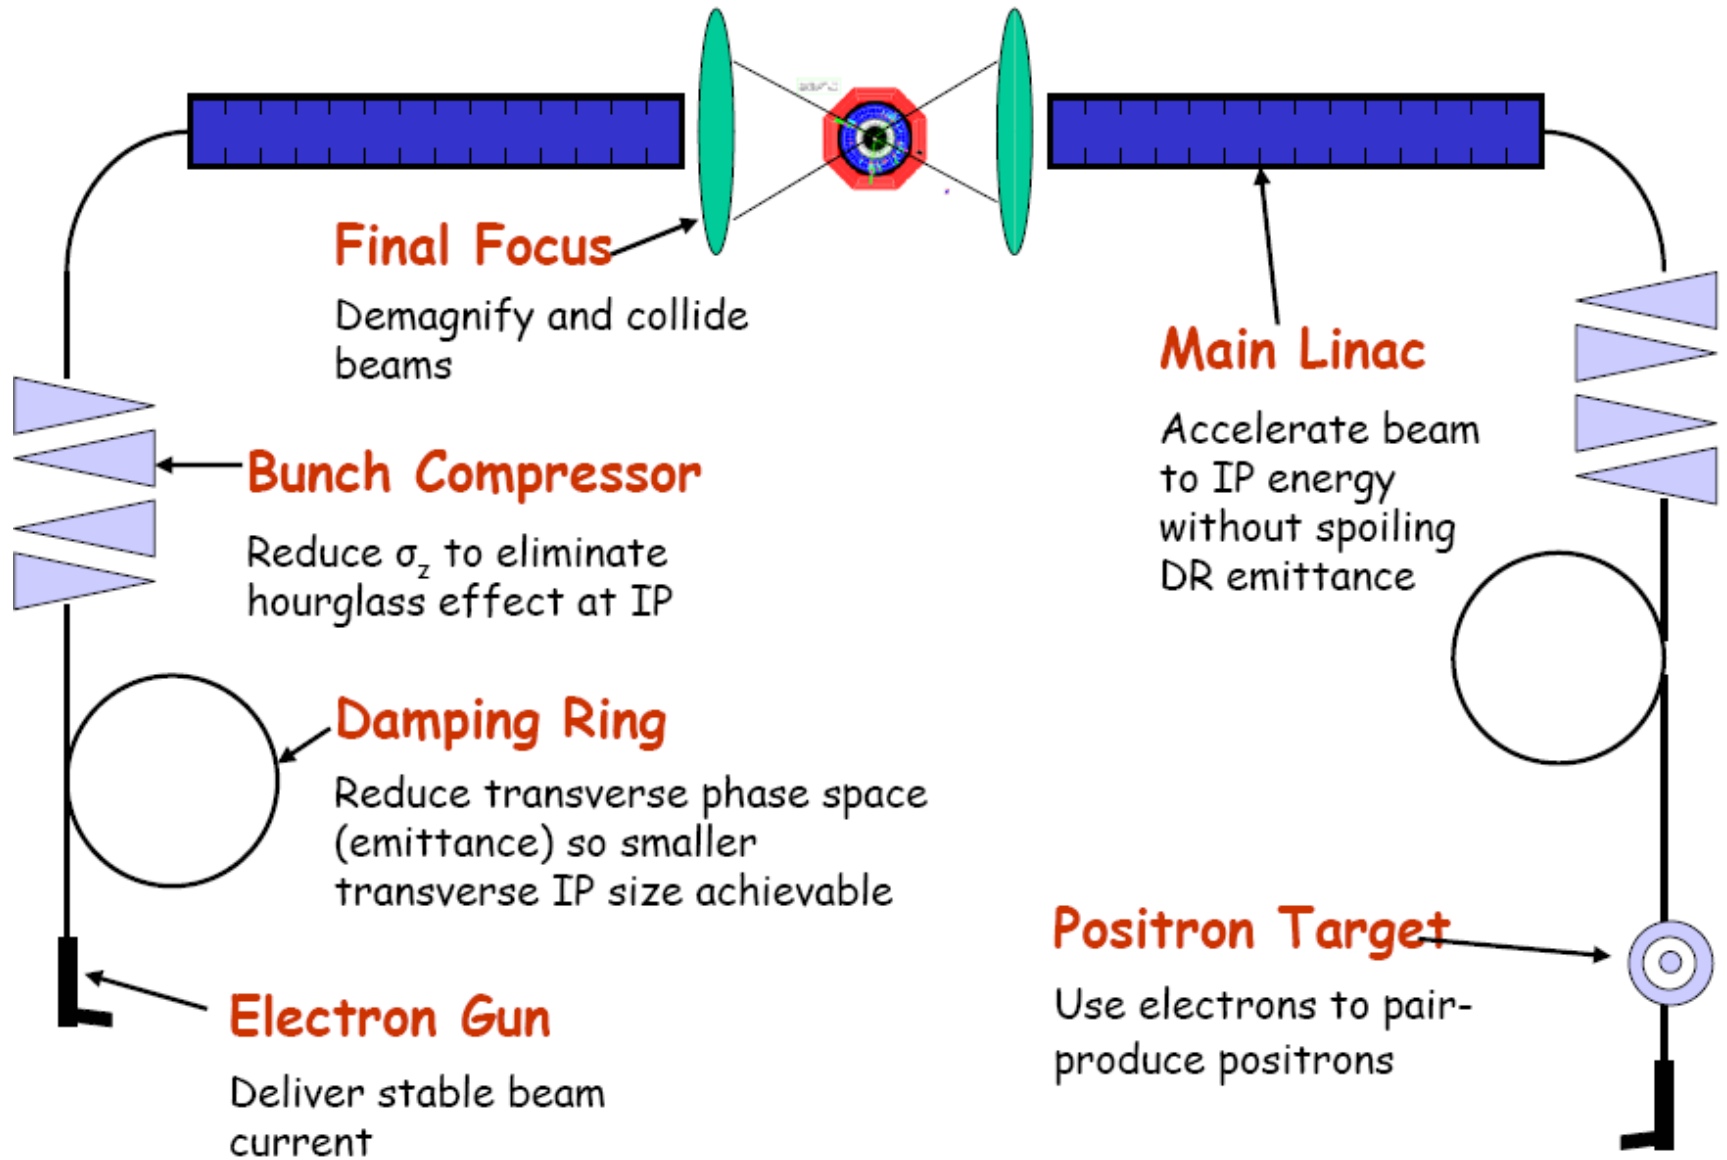 Final Focus
Demagnify and collide
beams
Main Linac
Accelerate beam
to IP energy
without spoiling
DR emittance
Bunch Compressor
Reduce σz to eliminate
hourglass effect at IP
Damping Ring
Reduce transverse phase space
(emittance) so smaller
transverse IP size achievable
Positron Target
Use electrons to pair-
produce positrons
Electron Gun
Deliver stable beam
current